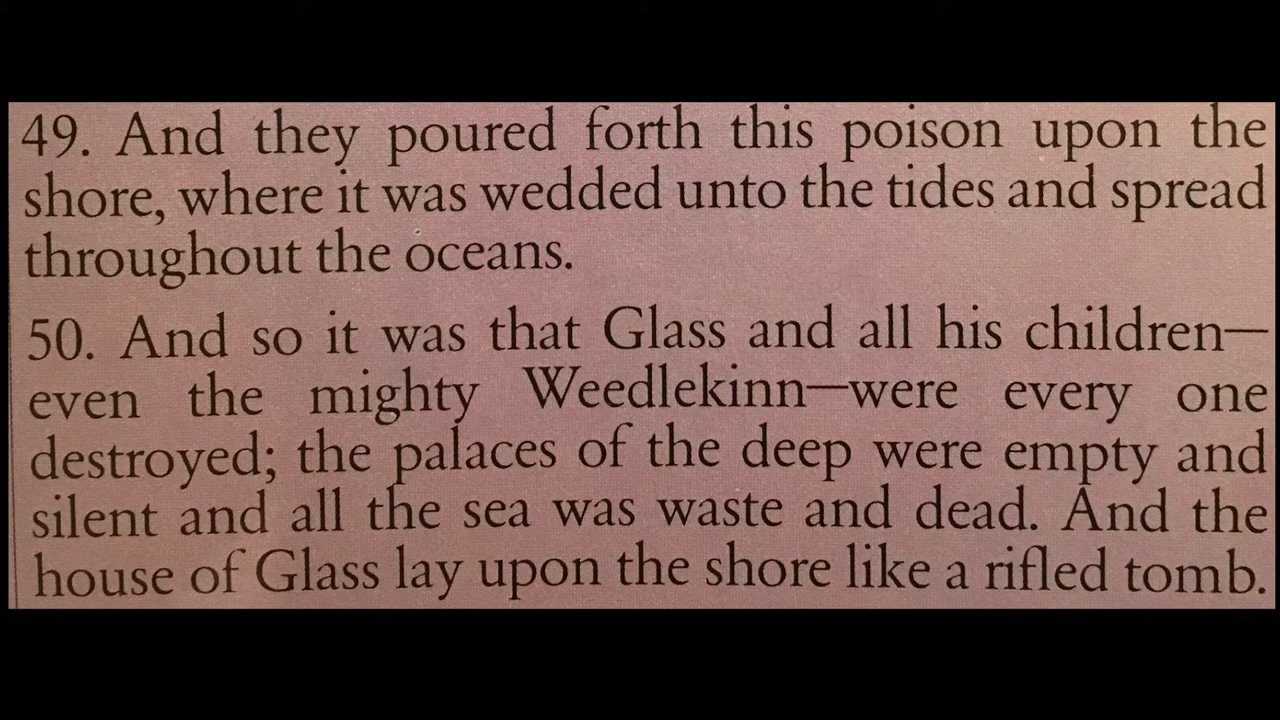 49. And they poured forth this poison upon the
shore, where it was wedded unto the tides and spread
throughout the oceans.
50. And so it was that Glass and all his children—
even the mighty Weedlekinn—were every one
destroyed; the palaces of the deep were empty and
silent and all the sea was waste and dead. And the
house of Glass lay upon the shore like a rifled tomb.